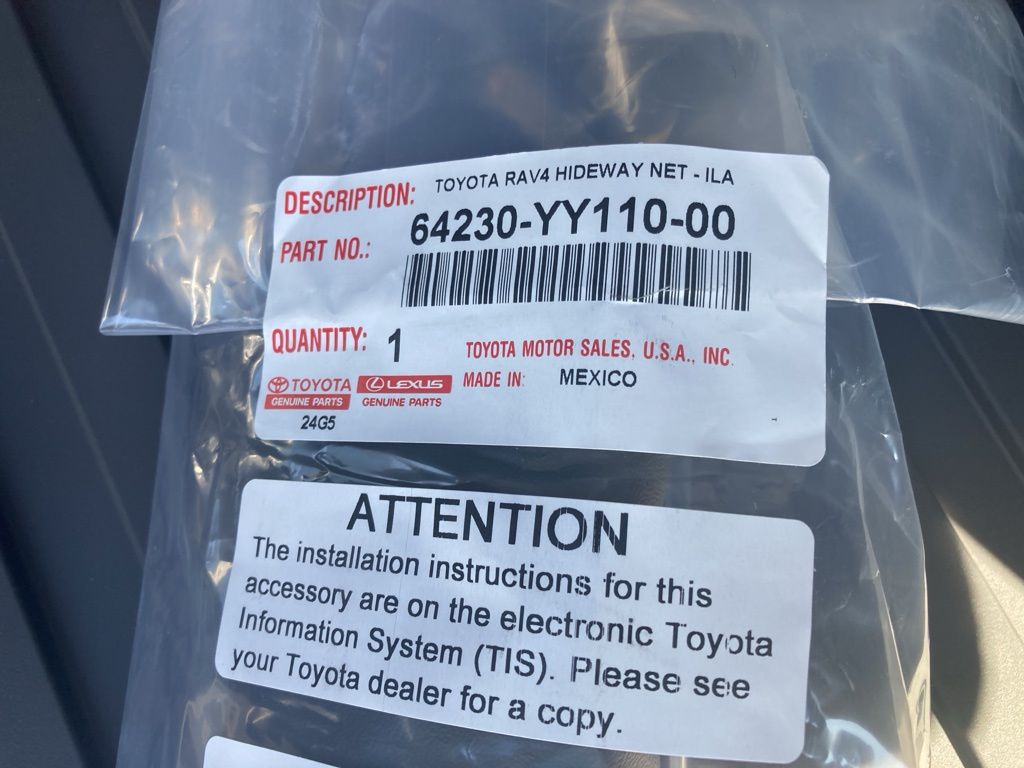 DESCRIPTION: TOYOTA RAV4 HIDEWAY NET - ILA
PART NO.: 64230-YY110-00
QUANTITY: 1
TOYOTA MOTOR SALES, U.S.A., INC.
MADE IN: MEXICO
TOYOTA
GENUINE PARTS
LEXUS
GENUINE PARTS
24G5
ATTENTION
The installation instructions for this
accessory are on the electronic Toyota
Information System (TIS). Please see
your Toyota dealer for a copy.